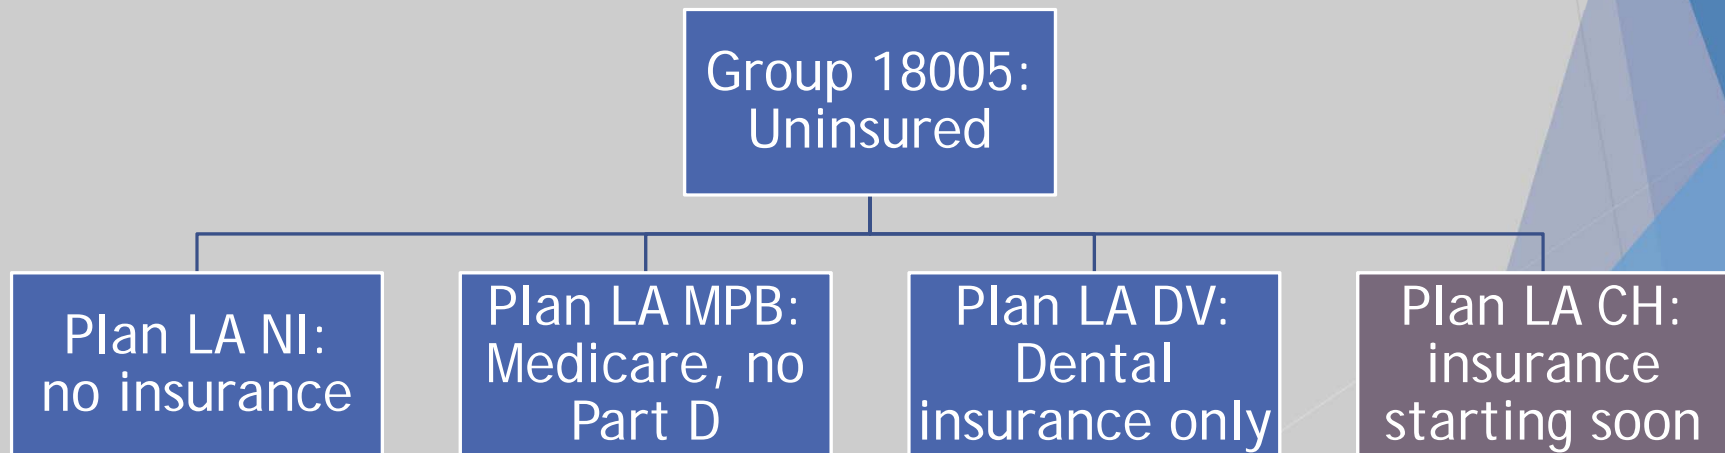 Group 18005:
Uninsured
Plan LA NI:
no insurance
Plan LA MPB:
Medicare, no
Part D
Plan LA DV:
Dental
insurance only
Plan LA CH:
insurance
starting soon